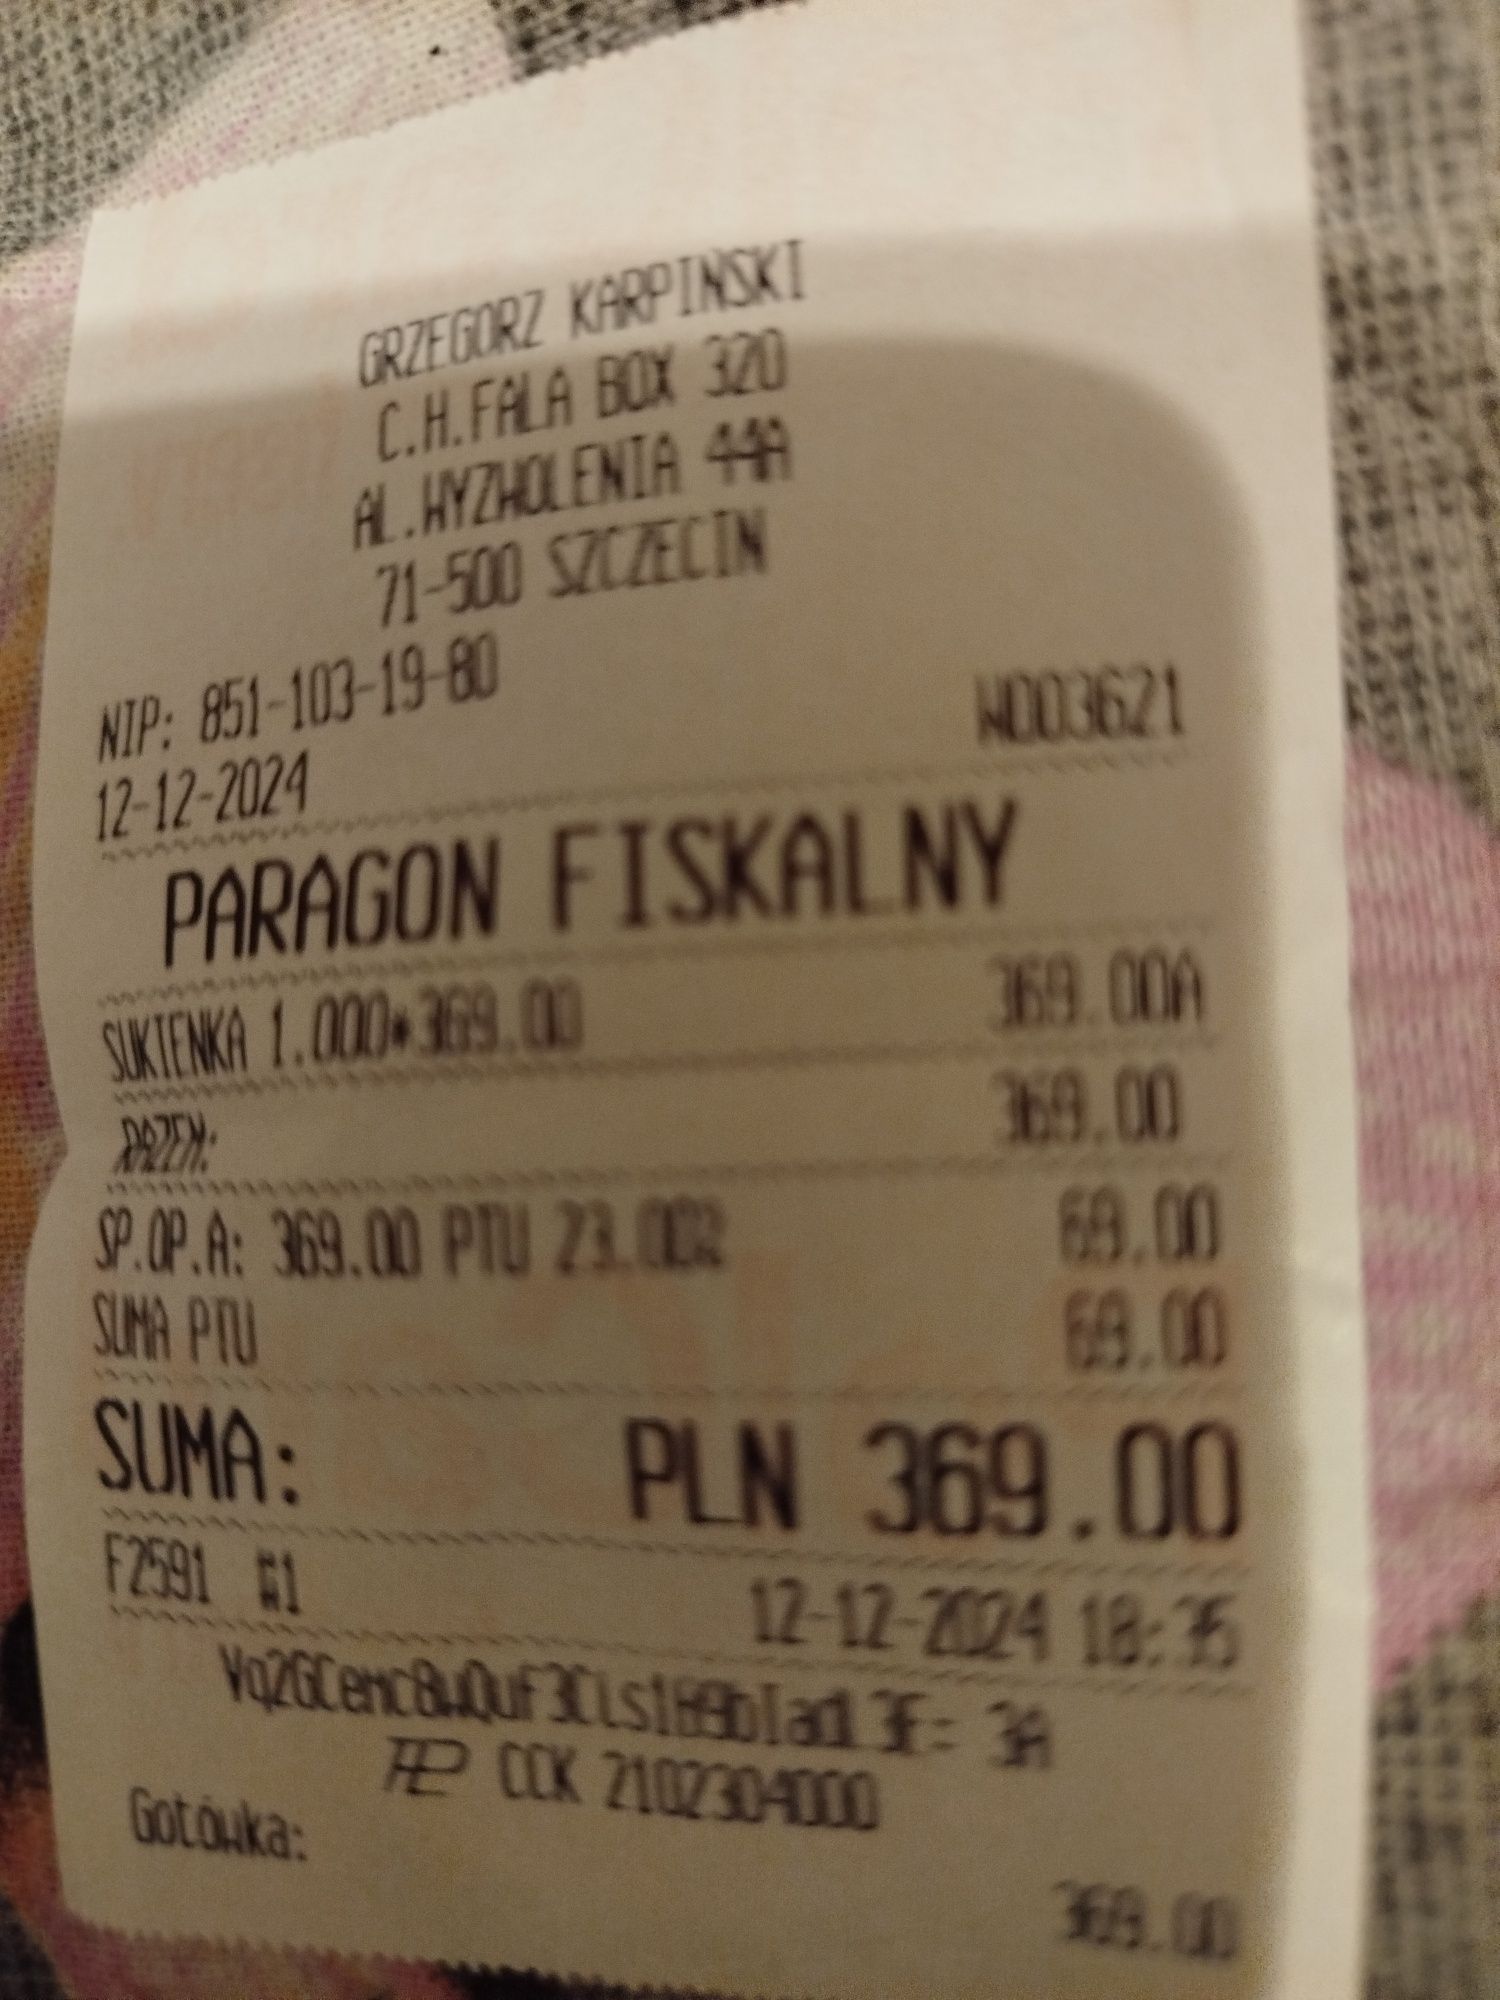 GRZEGORZ KARPIŃSKI
C.H.FALA BOX 320
AL.WYZWOLENIA 44A
71-500 SZCZECIN
NIP: 851-103-19-80
12-12-2024 W003621
PARAGON FISKALNY
SUKIENKA 1.000*369.00 369.00A
RAZEM: 369.00
SP.OP.A: 369.00 PTU 23.00% 69.00
SUMA PTU 69.00
SUMA: PLN 369.00
F2591 #1 12-12-2024 18:35
CCK 2102304000
Gotówka:
369.00